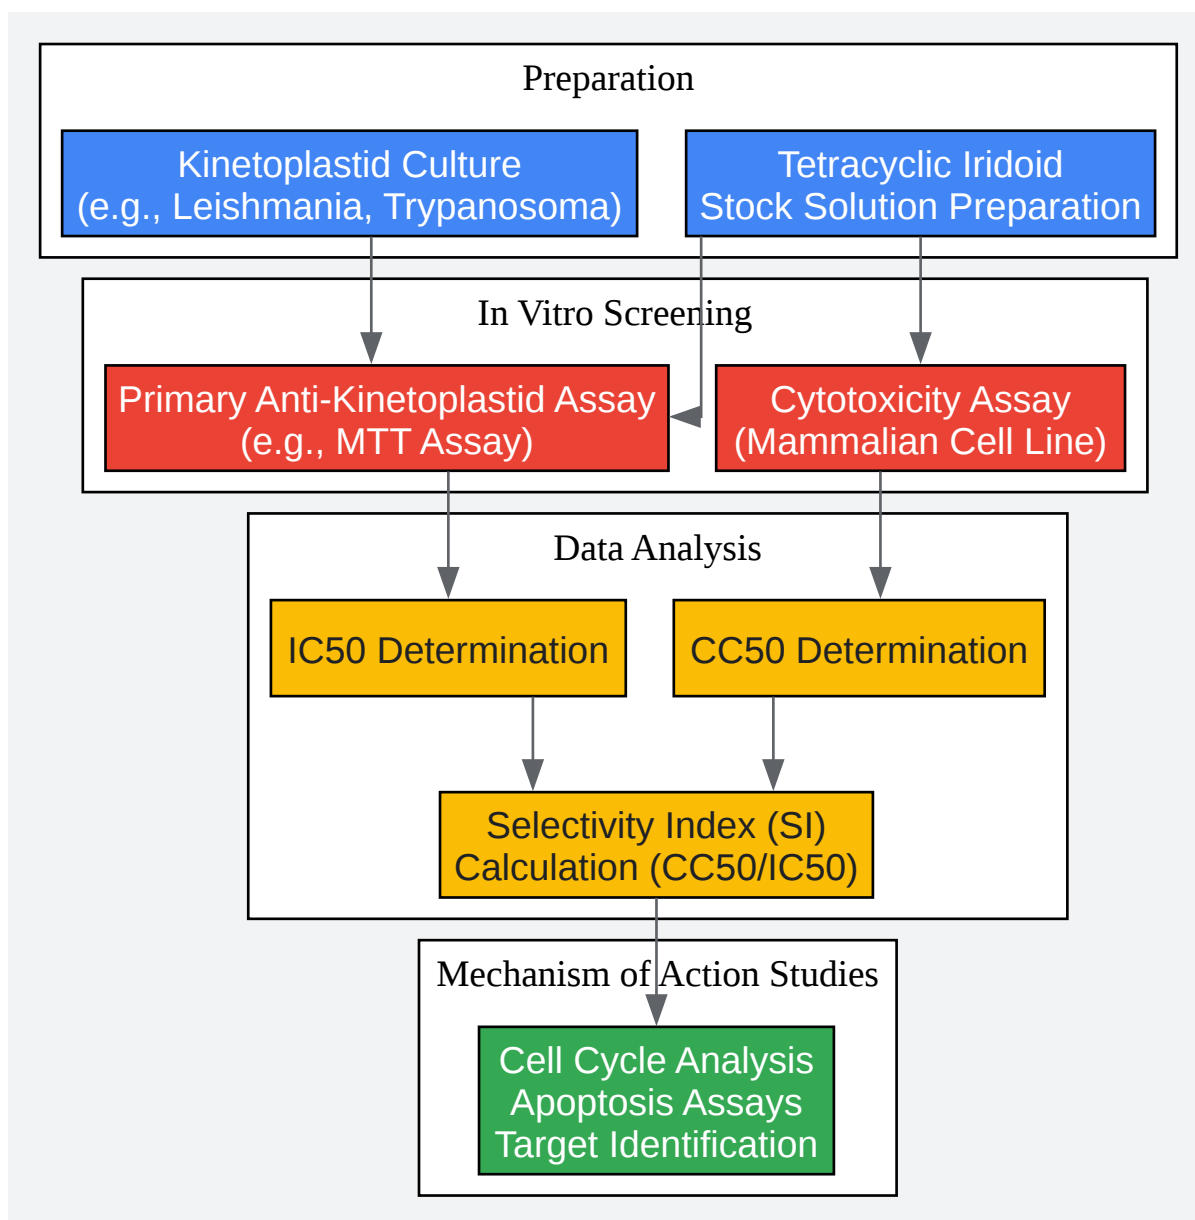 Preparation
Kinetoplastid Culture
(e.g., Leishmania, Trypanosoma)
Tetracyclic Iridoid
Stock Solution Preparation
In Vitro Screening
Primary Anti-Kinetoplastid Assay
(e.g., MTT Assay)
Cytotoxicity Assay
(Mammalian Cell Line)
Data Analysis
IC50 Determination
CC50 Determination
Selectivity Index (SI)
Calculation (CC50/IC50)
Mechanism of Action Studies
Cell Cycle Analysis
Apoptosis Assays
Target Identification